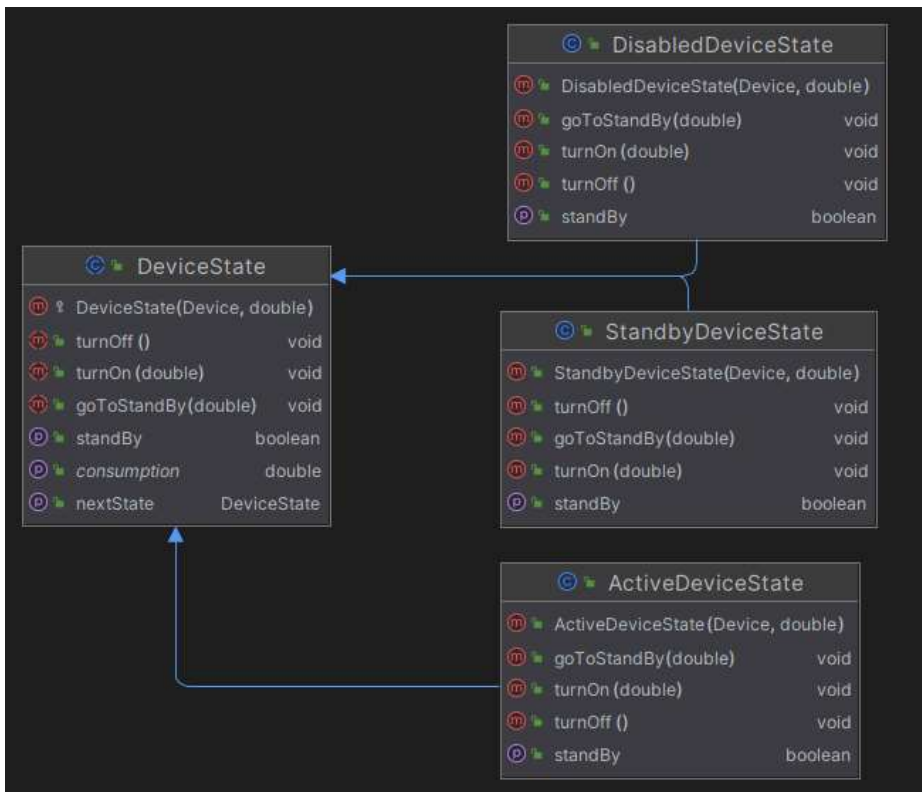 DisabledDeviceState
DisabledDeviceState(Device, double)
goToStandBy(double) void
turnOn(double) void
turnOff() void
standBy boolean
DeviceState
DeviceState(Device, double)
turnOff() void
turnOn(double) void
goToStandBy(double) void
standBy boolean
consumption double
nextState DeviceState
StandbyDeviceState
StandbyDeviceState(Device, double)
turnOff() void
goToStandBy(double) void
turnOn(double) void
standBy boolean
ActiveDeviceState
ActiveDeviceState(Device, double)
goToStandBy(double) void
turnOn(double) void
turnOff() void
standBy boolean